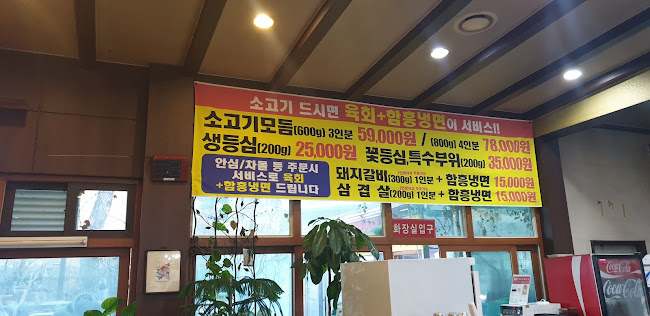 소고기 드시면 육회+함흥냉면이 서비스!!
소고기모듬(600g) 3인분 59,000원 / (800g) 4인분 78,000원
생등심(200g) 25,000원 꽃등심,특수부위(200g) 35,000원
안심/차돌 등 주문시
서비스로 육회
+함흥냉면 드립니다
돼지갈비(300g) 1인분 + 함흥냉면 15,000원
삼겹살(200g) 1인분 + 함흥냉면 15,000원
화장실입구
Coca-Cola
Coca-Cola